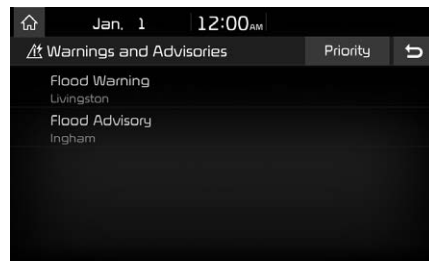 Jan. 1 12:00AM
Warnings and Advisories Priority
Flood Warning
Livingston
Flood Advisory
Ingham